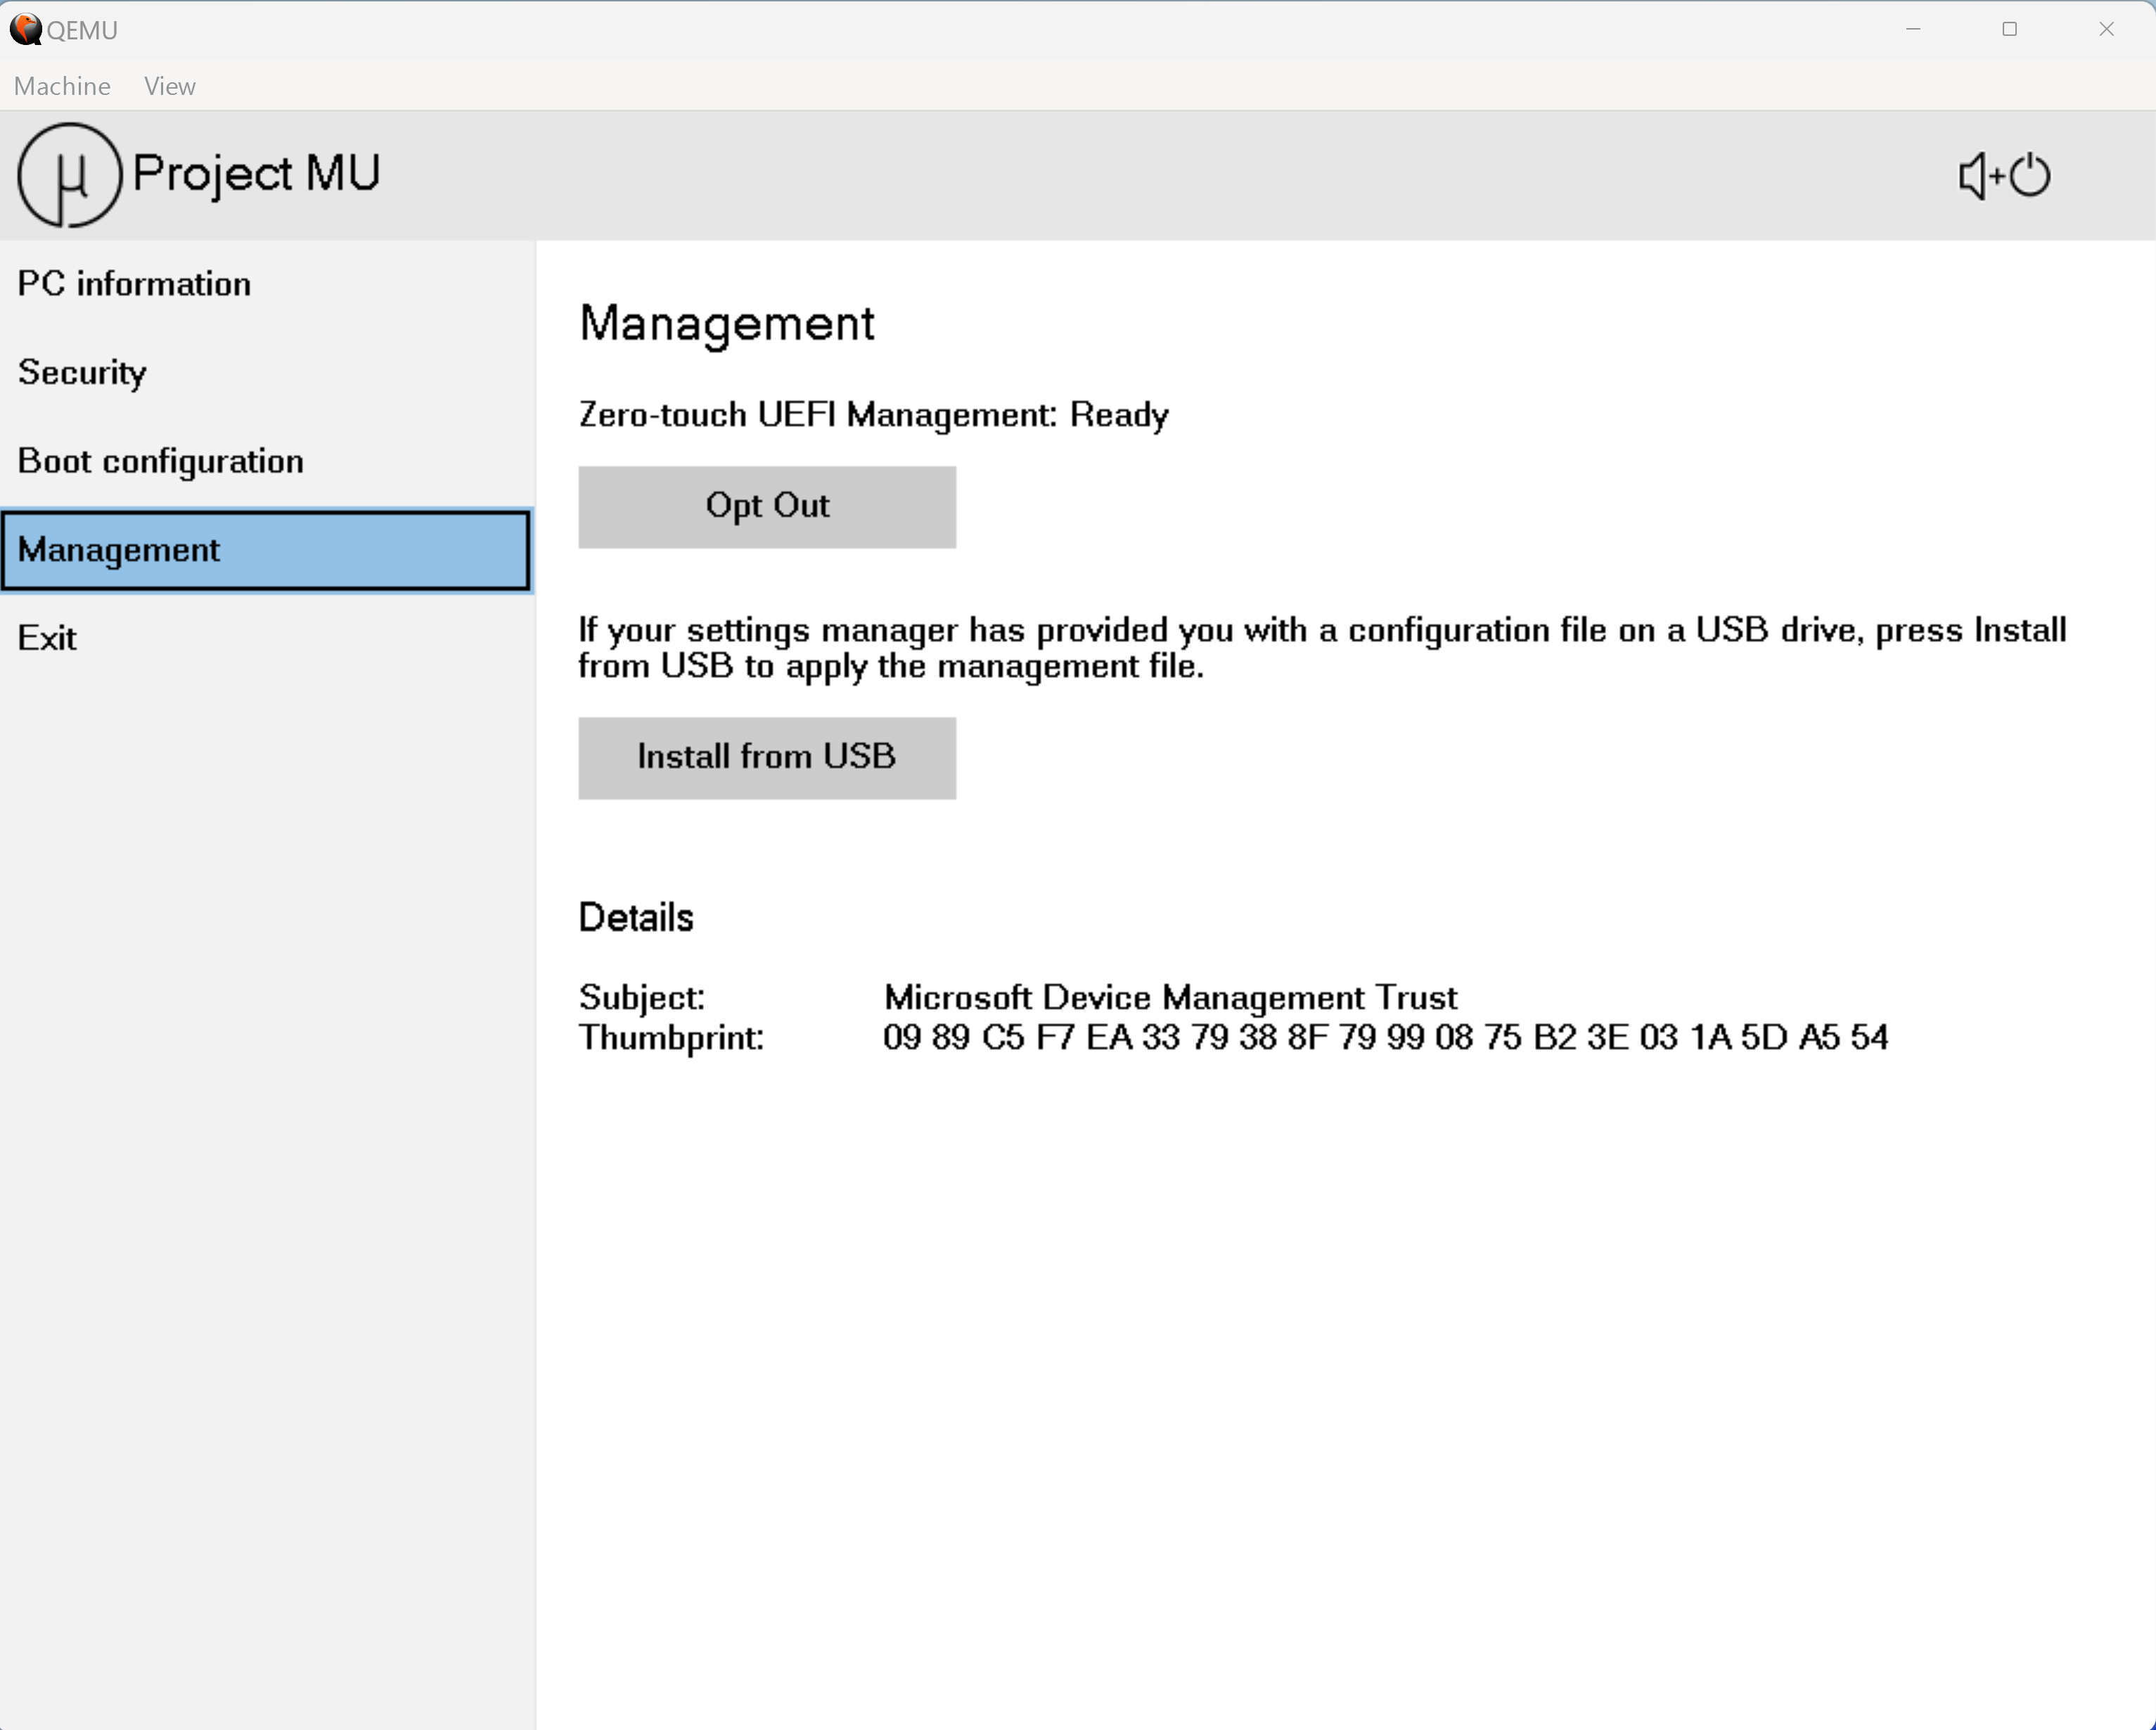 QEMU
Machine View
µ Project MU
PC information
Security
Boot configuration
Management
Exit
Management
Zero-touch UEFI Management: Ready
Opt Out
If your settings manager has provided you with a configuration file on a USB drive, press Install
from USB to apply the management file.
Install from USB
Details
Subject: Microsoft Device Management Trust
Thumbprint: 09 89 C5 F7 EA 33 79 38 8F 79 99 08 75 B2 3E 03 1A 5D A5 54